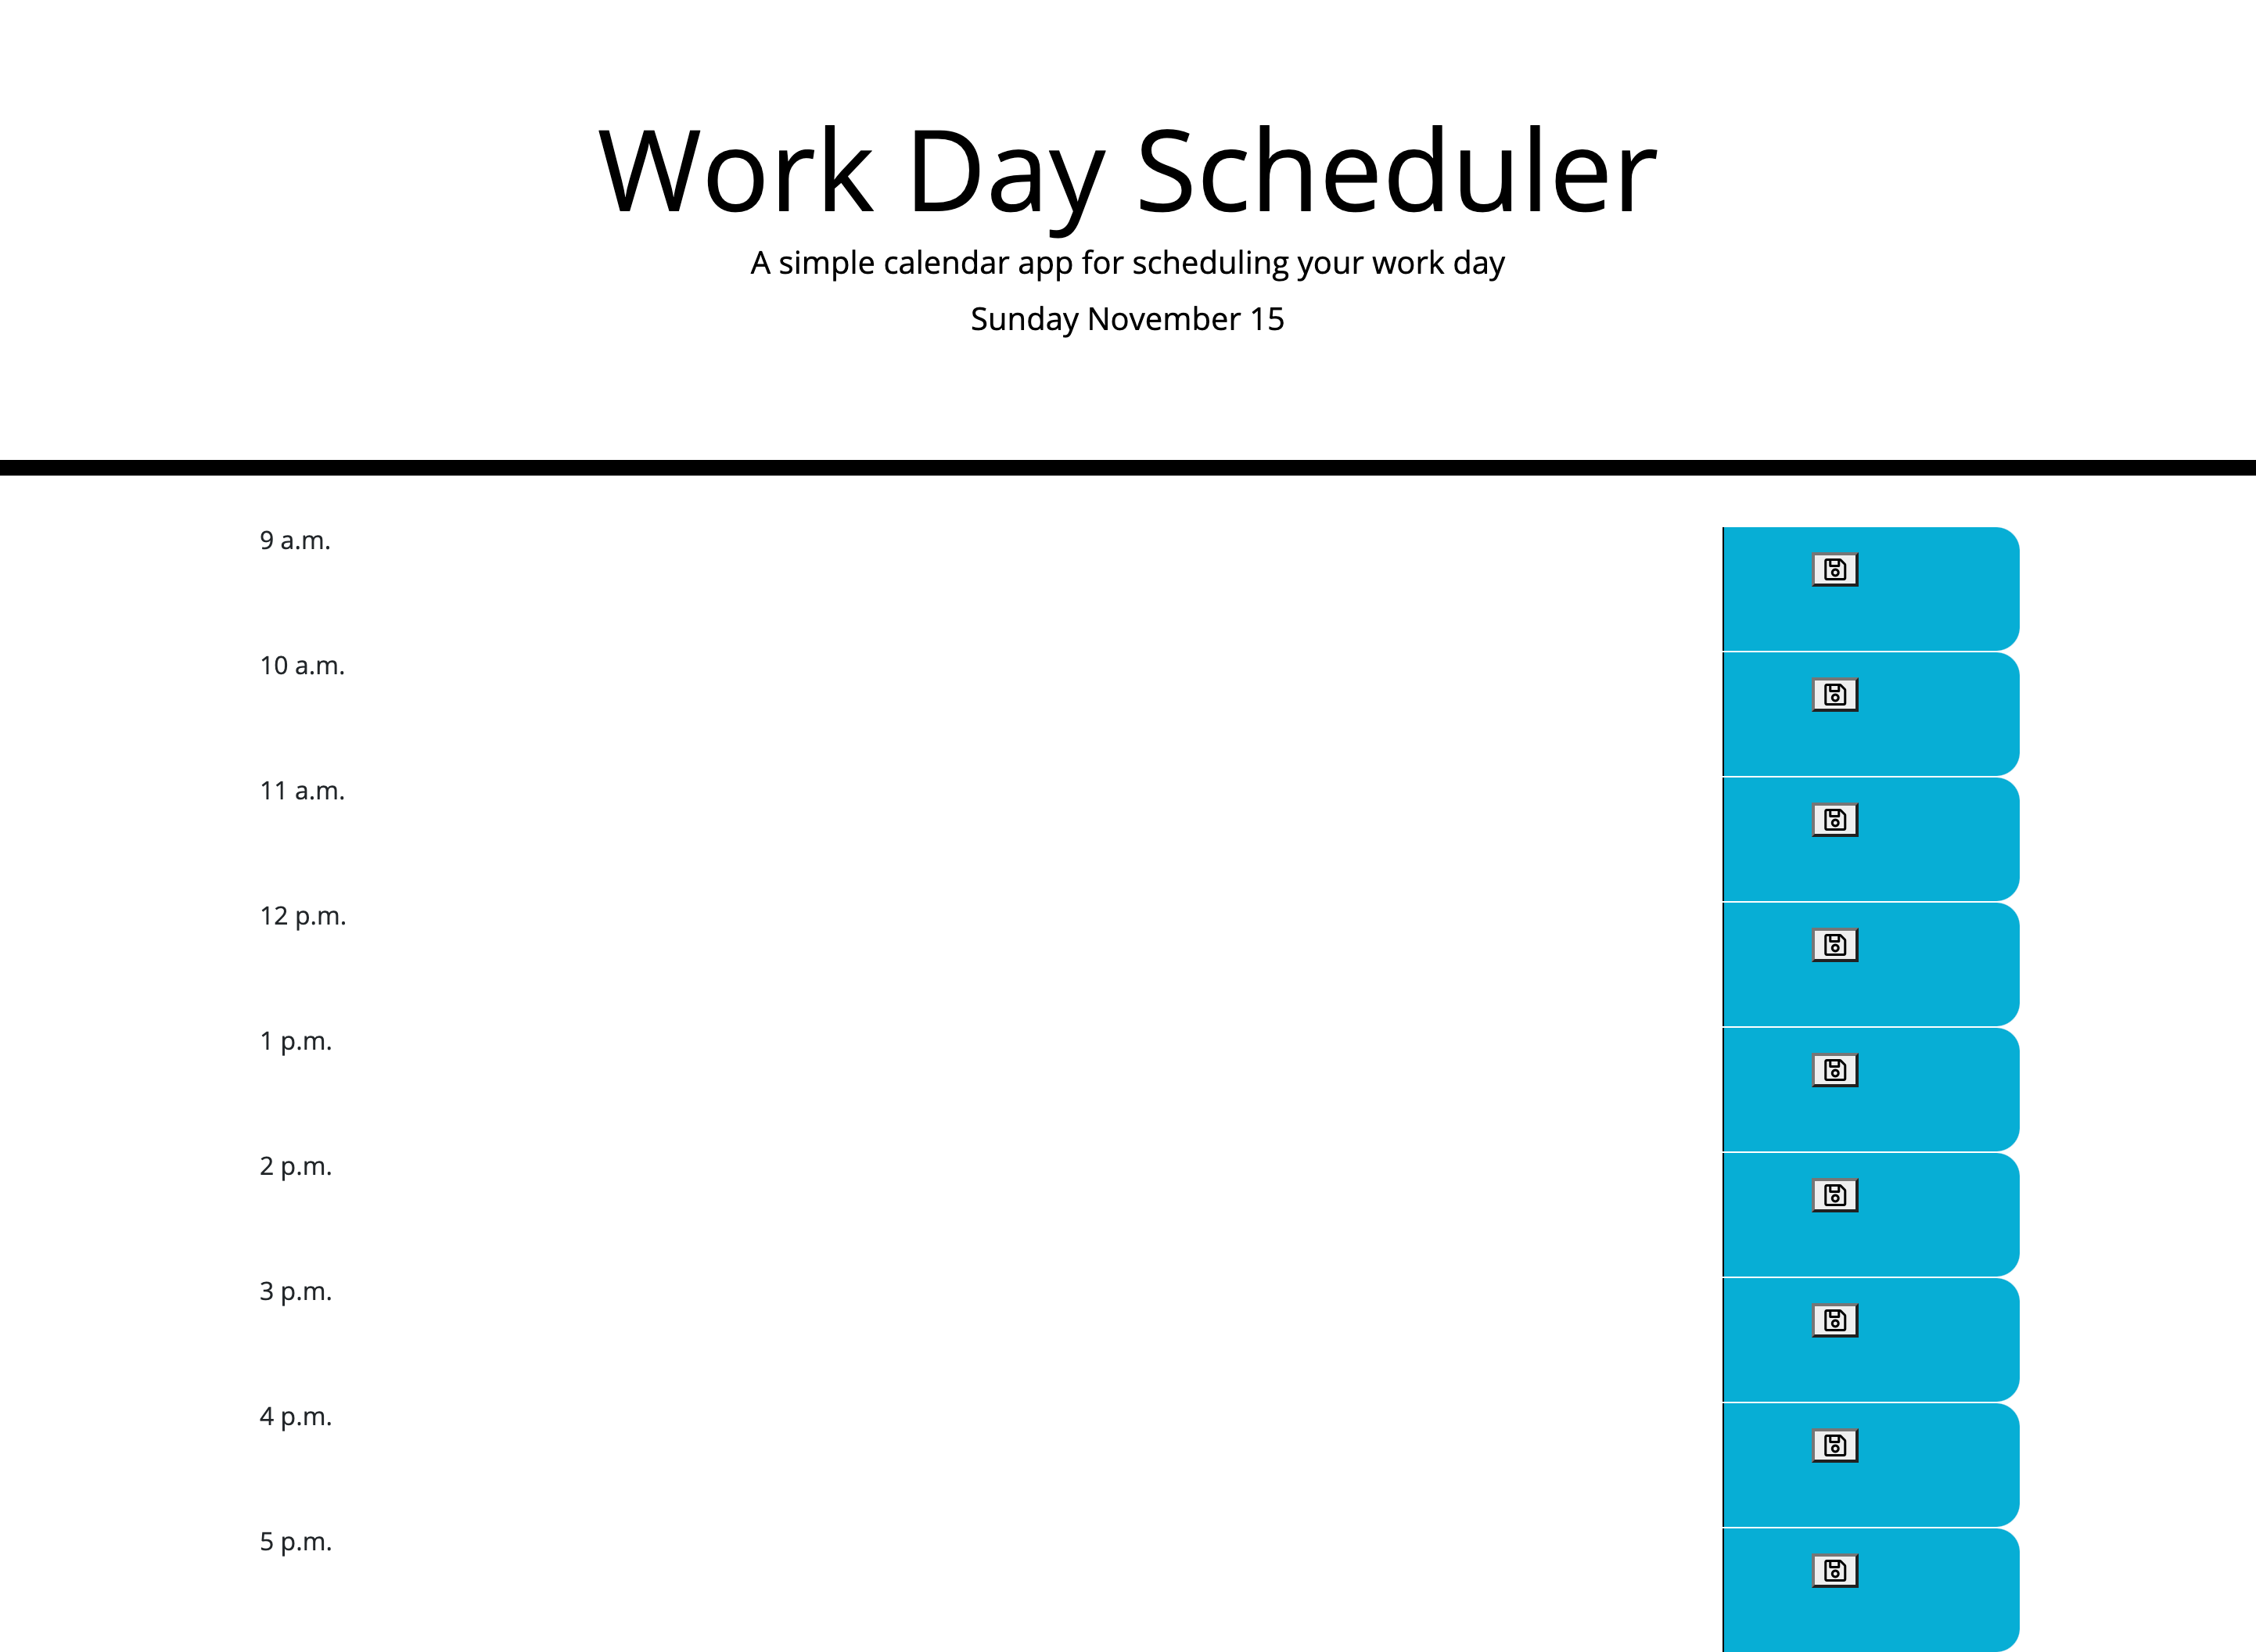 Work Day Scheduler
A simple calendar app for scheduling your work day
Sunday November 15
9 a.m.
10 a.m.
11 a.m.
12 p.m.
1 p.m.
2 p.m.
3 p.m.
4 p.m.
5 p.m.